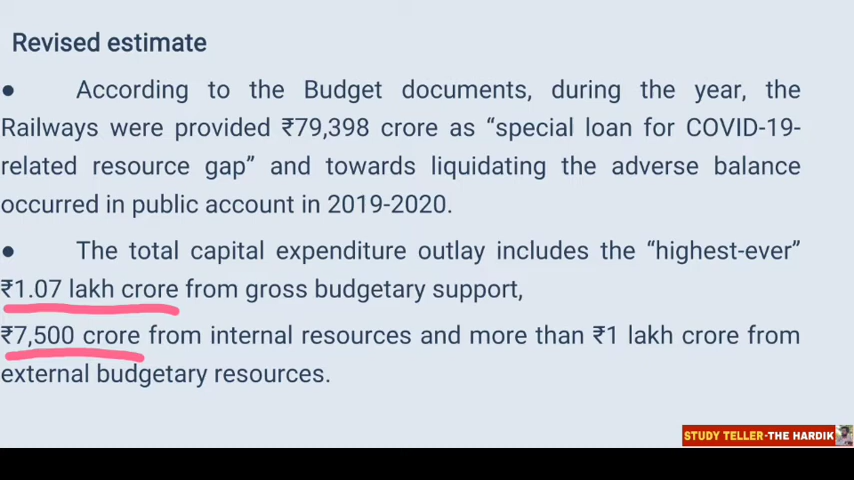 Revised estimate
● According to the Budget documents, during the year, the
Railways were provided ₹79,398 crore as “special loan for COVID-19-
related resource gap” and towards liquidating the adverse balance
occurred in public account in 2019-2020.
● The total capital expenditure outlay includes the “highest-ever”
₹1.07 lakh crore from gross budgetary support,
₹7,500 crore from internal resources and more than ₹1 lakh crore from
external budgetary resources.
STUDY TELLER-THE HARDIK